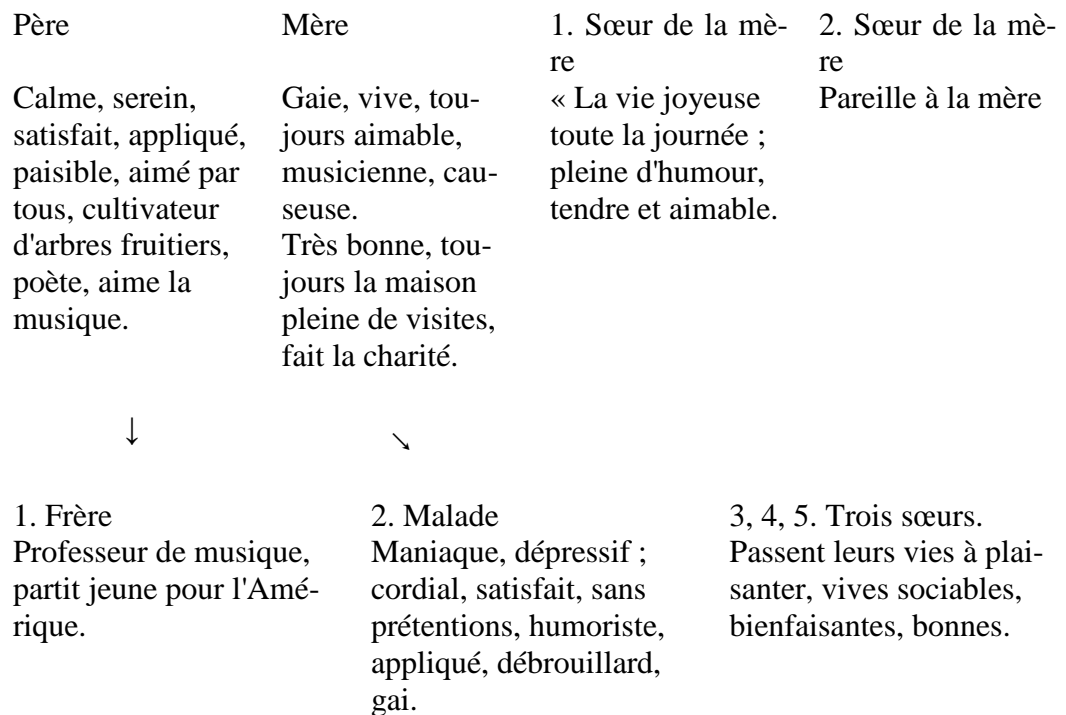 Père
Calme, serein,
satisfait, appliqué,
paisible, aimé par
tous, cultivateur
d'arbres fruitiers,
poète, aime la
musique.
Mère
Gaie, vive, tou-
jours aimable,
musicienne, cau-
seuse.
Très bonne, tou-
jours la maison
pleine de visites,
fait la charité.
1. Sœur de la mè-
re
« La vie joyeuse
toute la journée ;
pleine d'humour,
tendre et aimable.
2. Sœur de la mè-
re
Pareille à la mère
↓
↘
1. Frère
Professeur de musique,
partit jeune pour l'Amé-
rique.
2. Malade
Maniaque, dépressif ;
cordial, satisfait, sans
prétentions, humoriste,
appliqué, débrouillard,
gai.
3, 4, 5. Trois sœurs.
Passent leurs vies à plai-
santer, vives sociables,
bienfaisantes, bonnes.